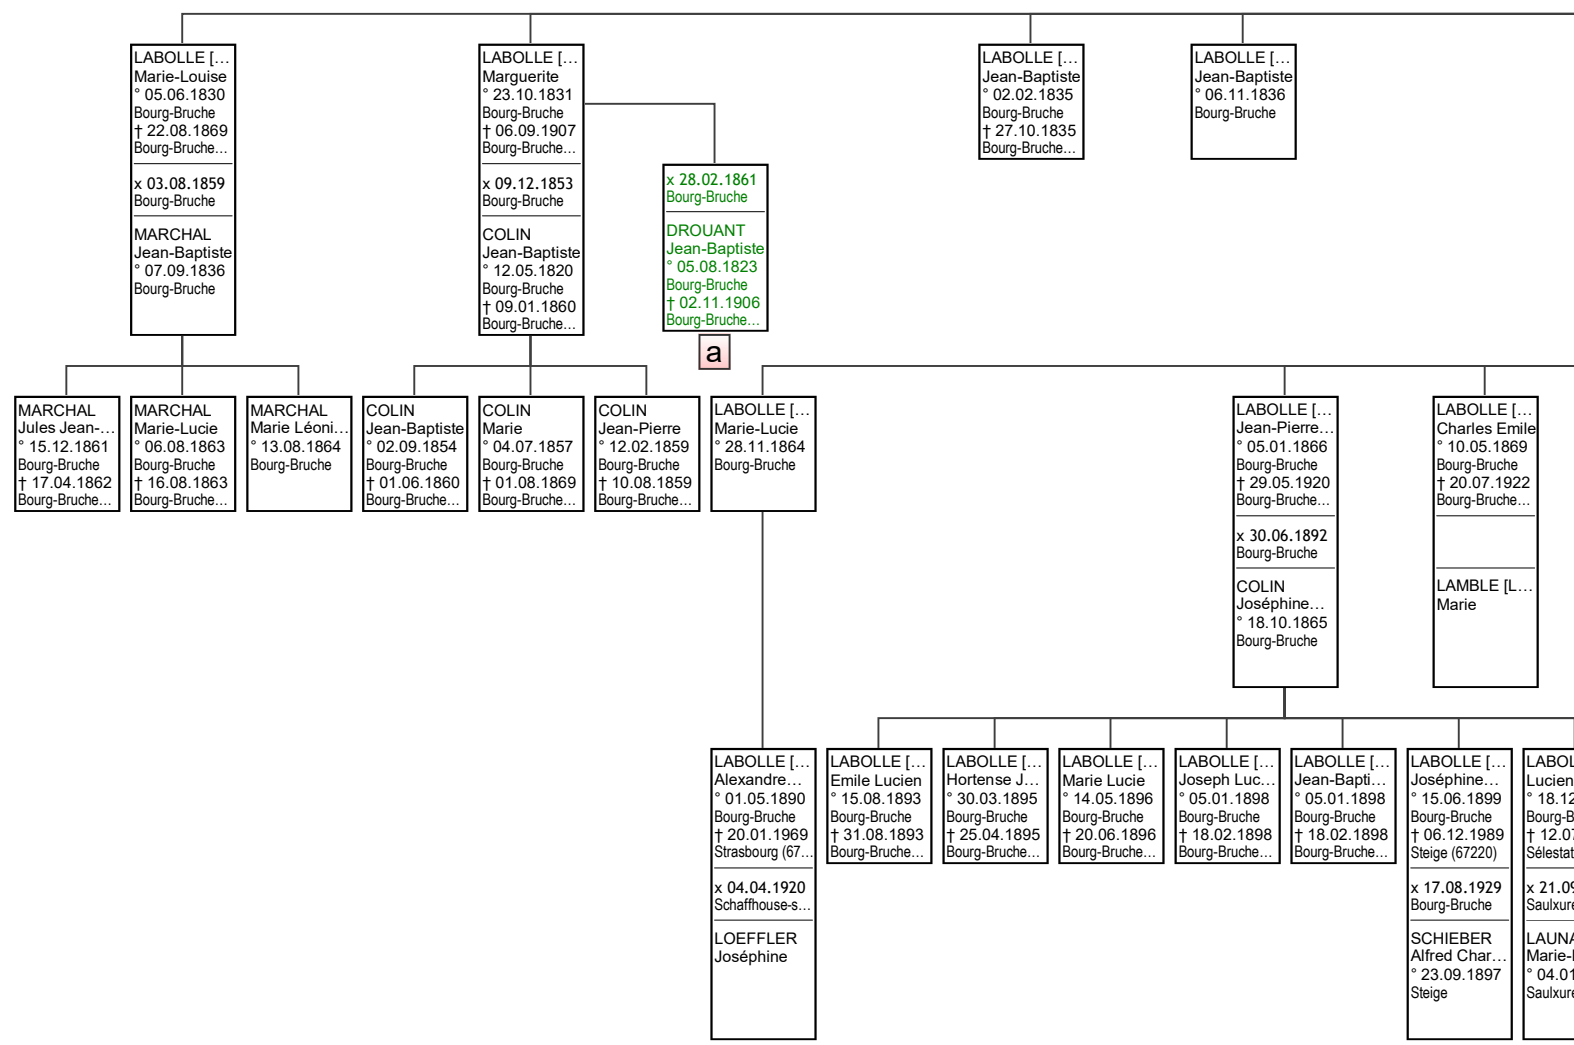 LABOLLE [...
Marie-Louise
° 05.06.1830
Bourg-Bruche
† 22.08.1869
Bourg-Bruche...
x 03.08.1859
Bourg-Bruche
MARCHAL
Jean-Baptiste
° 07.09.1836
Bourg-Bruche
LABOLLE [...
Marguerite
° 23.10.1831
Bourg-Bruche
† 06.09.1907
Bourg-Bruche...
x 09.12.1853
Bourg-Bruche
COLIN
Jean-Baptiste
° 12.05.1820
Bourg-Bruche
† 09.01.1860
Bourg-Bruche...
x 28.02.1861
Bourg-Bruche
DROUANT
Jean-Baptiste
° 05.08.1823
Bourg-Bruche
† 02.11.1906
Bourg-Bruche...
a
LABOLLE [...
Jean-Baptiste
° 02.02.1835
Bourg-Bruche
† 27.10.1835
Bourg-Bruche...
LABOLLE [...
Jean-Baptiste
° 06.11.1836
Bourg-Bruche
MARCHAL
Jules Jean-...
° 15.12.1861
Bourg-Bruche
† 17.04.1862
Bourg-Bruche...
MARCHAL
Marie-Lucie
° 06.08.1863
Bourg-Bruche
† 16.08.1863
Bourg-Bruche...
MARCHAL
Marie Léoni...
° 13.08.1864
Bourg-Bruche
COLIN
Jean-Baptiste
° 02.09.1854
Bourg-Bruche
† 01.06.1860
Bourg-Bruche...
COLIN
Marie
° 04.07.1857
Bourg-Bruche
† 01.08.1869
Bourg-Bruche...
COLIN
Jean-Pierre
° 12.02.1859
Bourg-Bruche
† 10.08.1859
Bourg-Bruche...
LABOLLE [...
Marie-Lucie
° 28.11.1864
Bourg-Bruche
LABOLLE [...
Jean-Pierre...
° 05.01.1866
Bourg-Bruche
† 29.05.1920
Bourg-Bruche...
x 30.06.1892
Bourg-Bruche
COLIN
Joséphine...
° 18.10.1865
Bourg-Bruche
LABOLLE [...
Charles Emile
° 10.05.1869
Bourg-Bruche
† 20.07.1922
Bourg-Bruche...
LAMBLE [L...
Marie
LABOLLE [...
Alexandre...
° 01.05.1890
Bourg-Bruche
† 20.01.1969
Strasbourg (67...
x 04.04.1920
Schaffhouse-s...
LOEFFLER
Joséphine
LABOLLE [...
Emile Lucien
° 15.08.1893
Bourg-Bruche
† 31.08.1893
Bourg-Bruche...
LABOLLE [...
Hortense J...
° 30.03.1895
Bourg-Bruche
† 25.04.1895
Bourg-Bruche...
LABOLLE [...
Marie Lucie
° 14.05.1896
Bourg-Bruche
† 20.06.1896
Bourg-Bruche...
LABOLLE [...
Joseph Luc...
° 05.01.1898
Bourg-Bruche
† 18.02.1898
Bourg-Bruche...
LABOLLE [...
Jean-Bapti...
° 05.01.1898
Bourg-Bruche
† 18.02.1898
Bourg-Bruche...
LABOLLE [...
Joséphine...
° 15.06.1899
Bourg-Bruche
† 06.12.1989
Steige (67220)
x 17.08.1929
Bourg-Bruche
SCHIEBER
Alfred Char...
° 23.09.1897
Steige
LABOL
Lucien
° 18.12
Bourg-B
† 12.07
Sélestat
x 21.09
Saulxure
LAUNA
Marie-
° 04.01
Saulxure